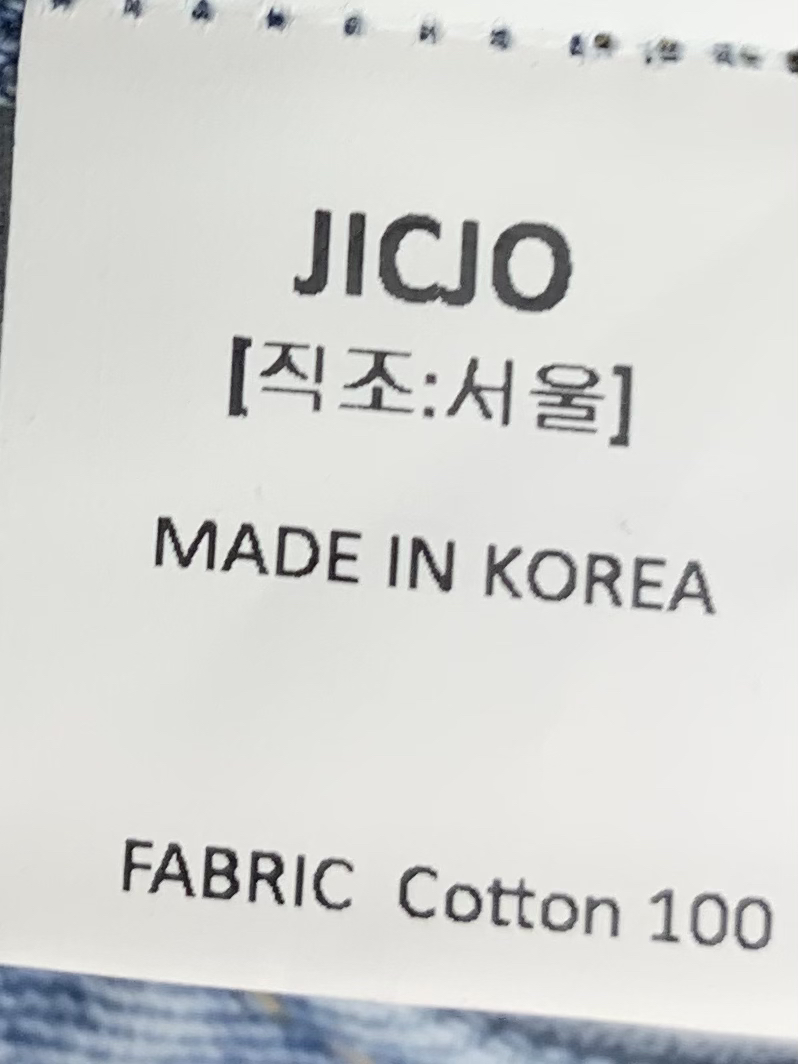 JICJO
[직조:서울]
MADE IN KOREA
FABRIC Cotton 100